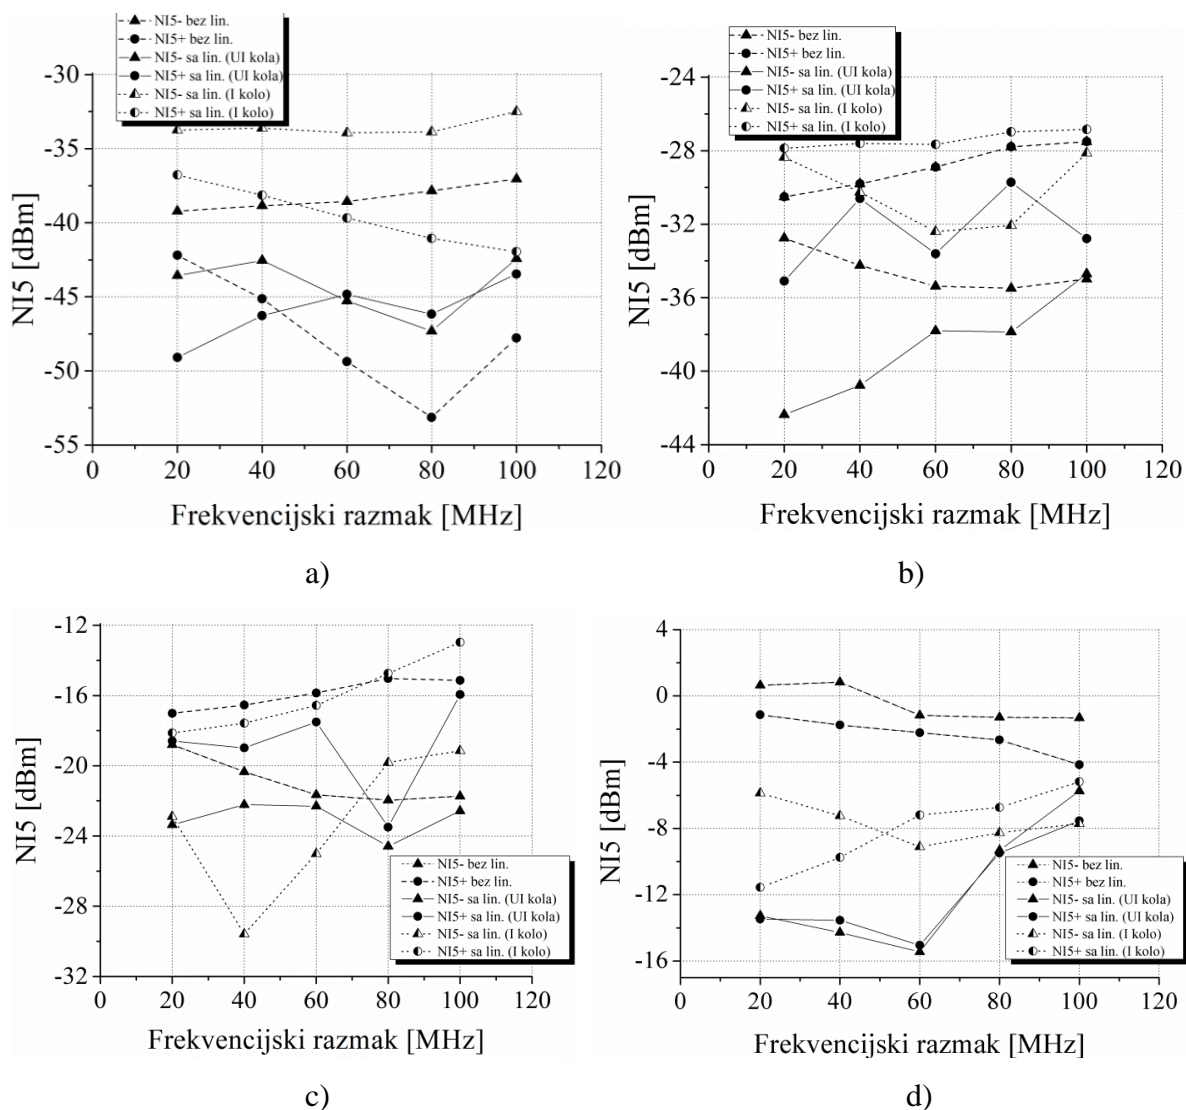 NI5- bez lin.
NI5+ bez lin.
NI5- sa lin. (UI kola)
NI5+ sa lin. (UI kola)
NI5- sa lin. (I kolo)
NI5+ sa lin. (I kolo)
-30
-35
-40
-45
-50
-55
NI5 [dBm]
0 20 40 60 80 100 120
Frekvencijski razmak [MHz]
a)
NI5- bez lin.
NI5+ bez lin.
NI5- sa lin. (UI kola)
NI5+ sa lin. (UI kola)
NI5- sa lin. (I kolo)
NI5+ sa lin. (I kolo)
-24
-28
-32
-36
-40
-44
NI5 [dBm]
0 20 40 60 80 100 120
Frekvencijski razmak [MHz]
b)
-12
-16
-20
-24
-28
-32
NI5 [dBm]
NI5- bez lin.
NI5+ bez lin.
NI5- sa lin. (UI kola)
NI5+ sa lin. (UI kola)
NI5- sa lin. (I kolo)
NI5+ sa lin. (I kolo)
0 20 40 60 80 100 120
Frekvencijski razmak [MHz]
c)
4
0
-4
-8
-12
-16
NI5 [dBm]
NI5- bez lin.
NI5+ bez lin.
NI5- sa lin. (UI kola)
NI5+ sa lin. (UI kola)
NI5- sa lin. (I kolo)
NI5+ sa lin. (I kolo)
0 20 40 60 80 100 120
Frekvencijski razmak [MHz]
d)